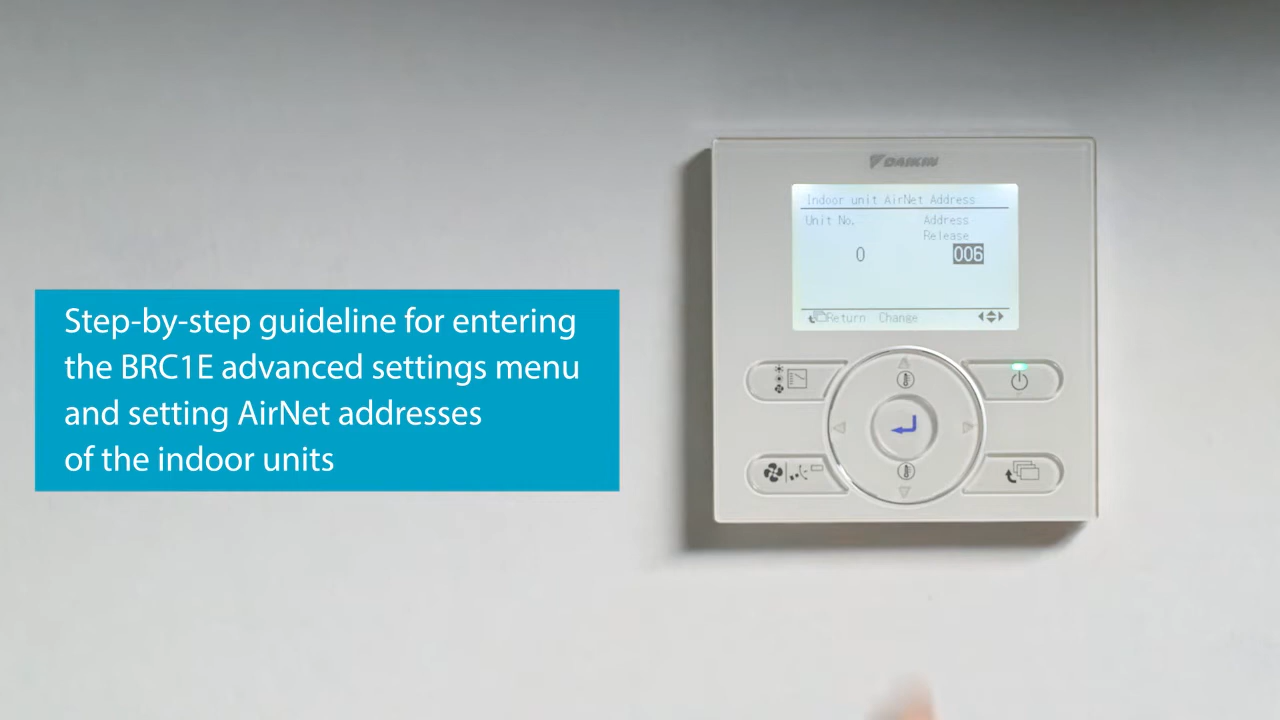 Step-by-step guideline for entering
the BRC1E advanced settings menu
and setting AirNet addresses
of the indoor units
DAIKIN
Indoor unit AirNet Address
Unit No. Address
Release
0 006
Return Change